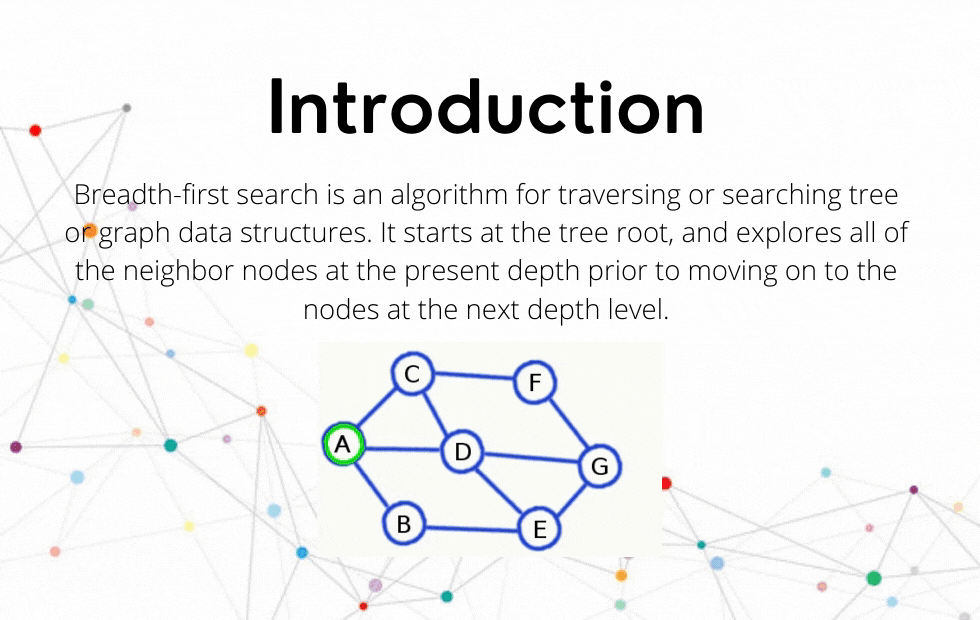 Introduction
Breadth-first search is an algorithm for traversing or searching tree
or graph data structures. It starts at the tree root, and explores all of
the neighbor nodes at the present depth prior to moving on to the
nodes at the next depth level.
C
F
A
D
G
B
E